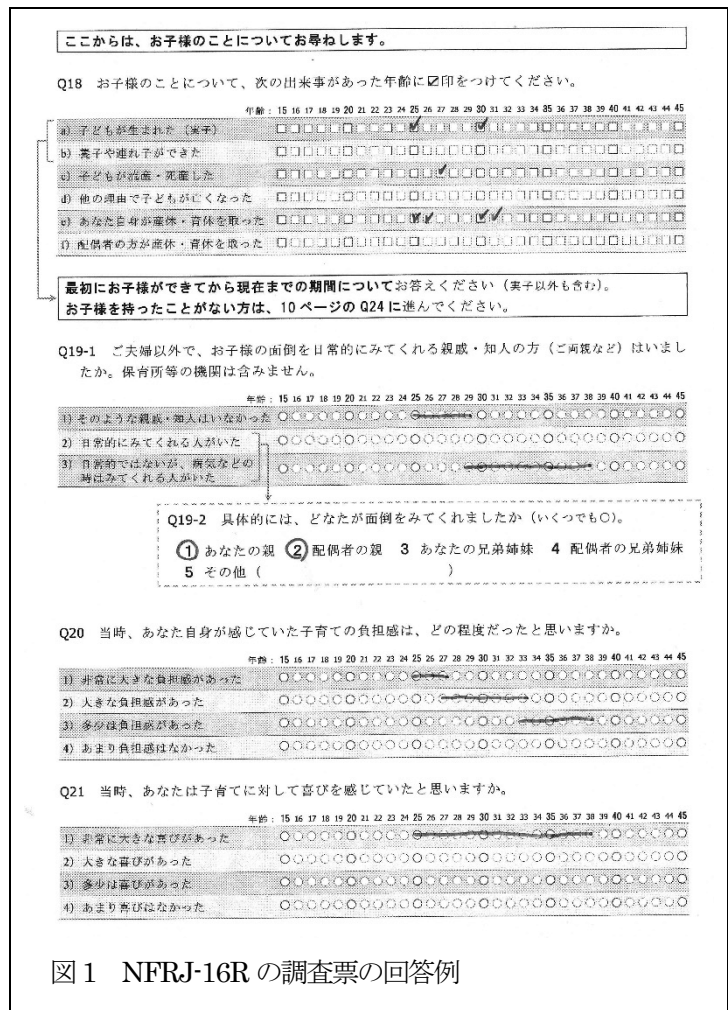 ここからは、お子様のことについてお尋ねします。
Q18 お子様のことについて、次の出来事があった年齢に☑印をつけてください。
年齢： 15 16 17 18 19 20 21 22 23 24 25 26 27 28 29 30 31 32 33 34 35 36 37 38 39 40 41 42 43 44 45
a) 子どもが生まれた（実子）
b) 養子や連れ子ができた
c) 子どもが流産・死産した
d) 他の理由で子どもが亡くなった
e) あなた自身が産休・育休を取った
f) 配偶者の方が産休・育休を取った
最初にお子様ができてから現在までの期間についてお答えください（実子以外も含む）。
お子様を持ったことがない方は、10 ページの Q24 に進んでください。
Q19-1 ご夫婦以外で、お子様の面倒を日常的にみてくれる親戚・知人の方（ご両親など）はいまし
たか。保育所等の機関は含みません。
年齢： 15 16 17 18 19 20 21 22 23 24 25 26 27 28 29 30 31 32 33 34 35 36 37 38 39 40 41 42 43 44 45
1) そのような親戚・知人はいなかった
2) 日常的にみてくれる人がいた
3) 日常的ではないが、病気などの
時はみてくれる人がいた
Q19-2 具体的には、どなたが面倒をみてくれましたか（いくつでも○）。
1 あなたの親 2 配偶者の親 3 あなたの兄弟姉妹 4 配偶者の兄弟姉妹
5 その他（ ）
Q20 当時、あなた自身が感じていた子育ての負担感は、どの程度だったと思いますか。
年齢： 15 16 17 18 19 20 21 22 23 24 25 26 27 28 29 30 31 32 33 34 35 36 37 38 39 40 41 42 43 44 45
1) 非常に大きな負担感があった
2) 大きな負担感があった
3) 多少は負担感があった
4) あまり負担感はなかった
Q21 当時、あなたは子育てに対して喜びを感じていたと思いますか。
年齢： 15 16 17 18 19 20 21 22 23 24 25 26 27 28 29 30 31 32 33 34 35 36 37 38 39 40 41 42 43 44 45
1) 非常に大きな喜びがあった
2) 大きな喜びがあった
3) 多少は喜びがあった
4) あまり喜びはなかった
図１ NFRJ-16R の調査票の回答例